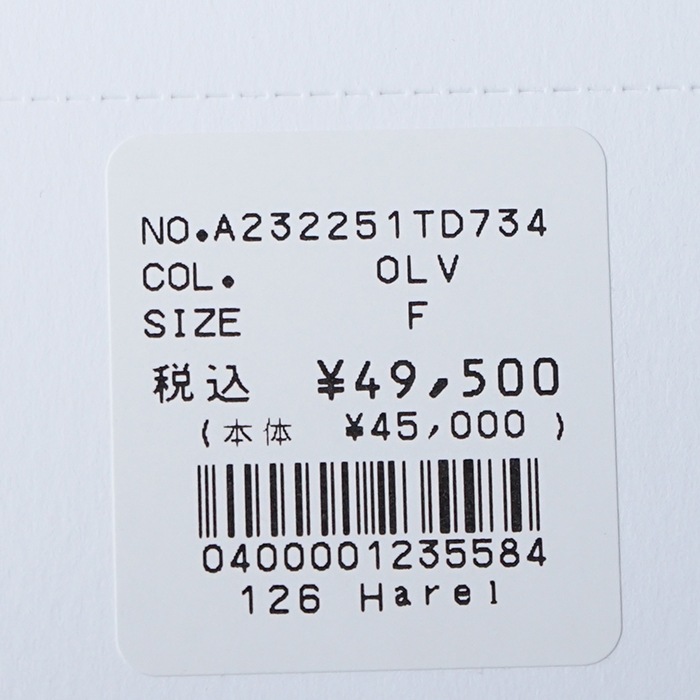 NO.A232251TD734
COL. OLV
SIZE F
税込 ¥49,500
(本体 ¥45,000 )
0400001235584
126 Harel